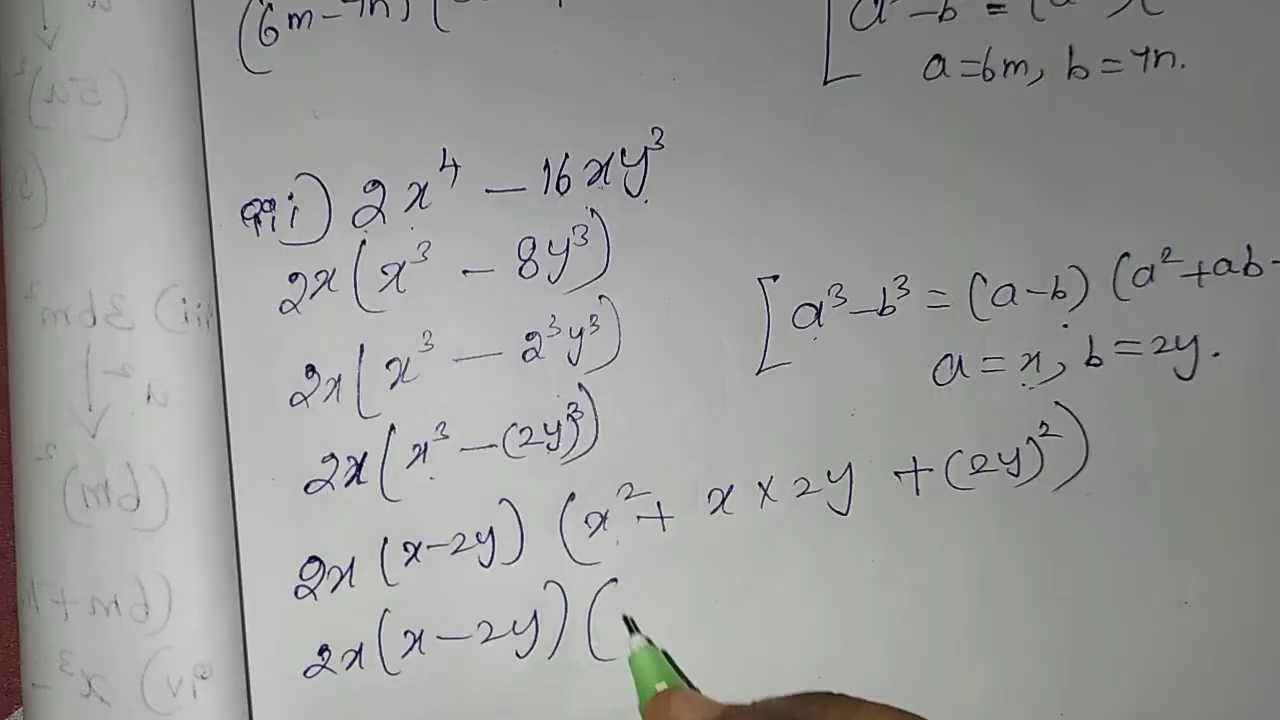 (6m-7n)(
a=6m, b=7n.
iii) 2x⁴ - 16xy³
2x(x³ - 8y³)
2x(x³ - 2³y³)
[a³-b³ = (a-b) (a²+ab-
a=x, b=2y.
2x(x³-(2y)³)
2x(x-2y) (x²+ x×2y +(2y)²)
2x(x-2y)(